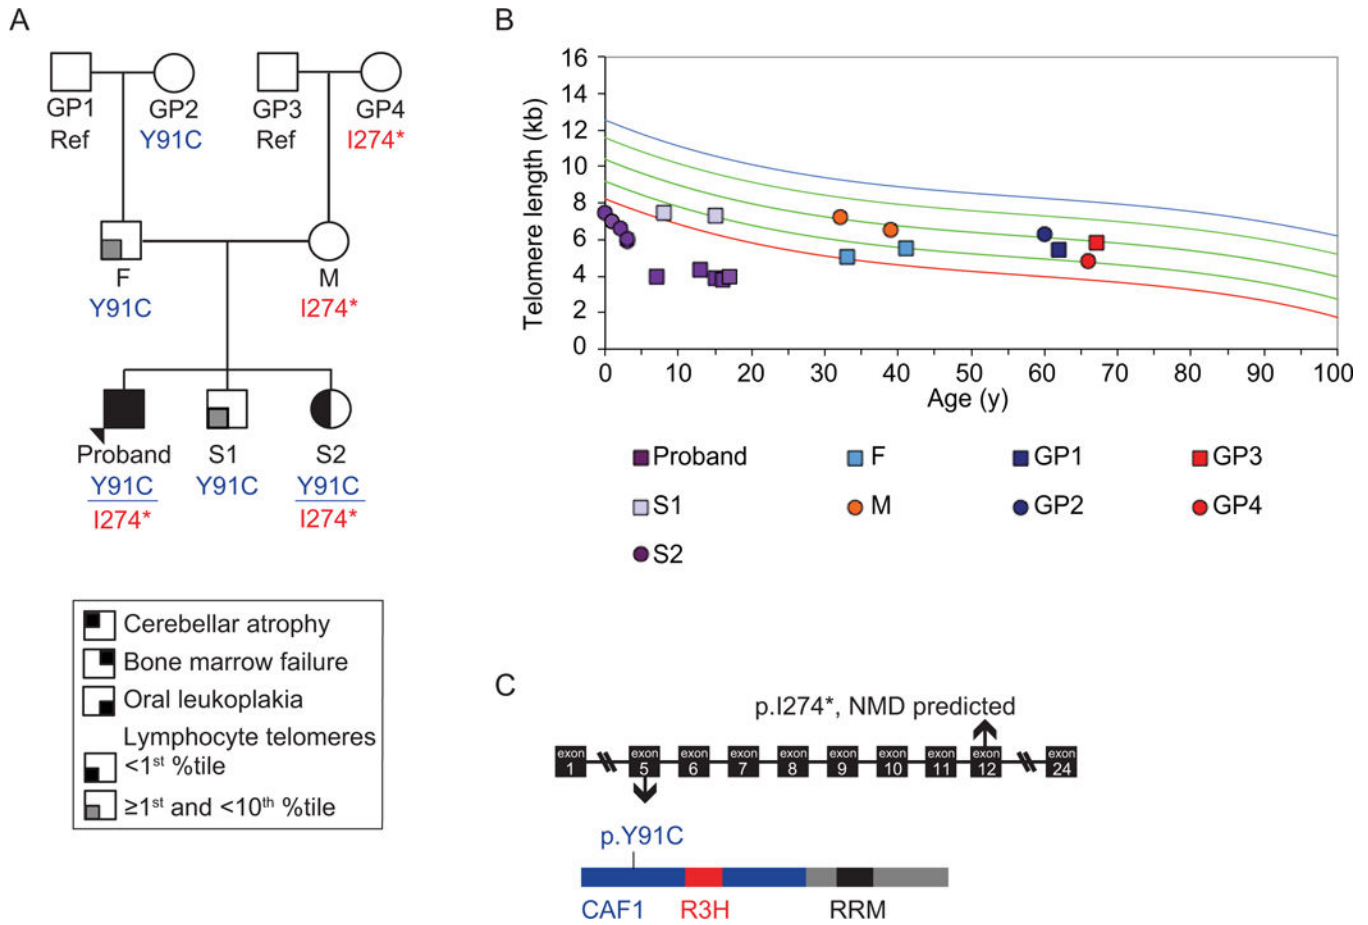 A
GP1 GP2 GP3 GP4
Ref Y91C Ref I274*
F M
Y91C I274*
Proband S1 S2
Y91C Y91C Y91C
I274* I274*
Cerebellar atrophy
Bone marrow failure
Oral leukoplakia
Lymphocyte telomeres
<1st %tile
≥1st and <10th %tile
B
Telomere length (kb)
16
14
12
10
8
6
4
2
0
0 10 20 30 40 50 60 70 80 90 100
Age (y)
Proband F GP1 GP3
S1 M GP2 GP4
S2
C
p.I274*, NMD predicted
exon exon exon exon exon exon exon exon exon exon
1 5 6 7 8 9 10 11 12 24
p.Y91C
CAF1 R3H RRM